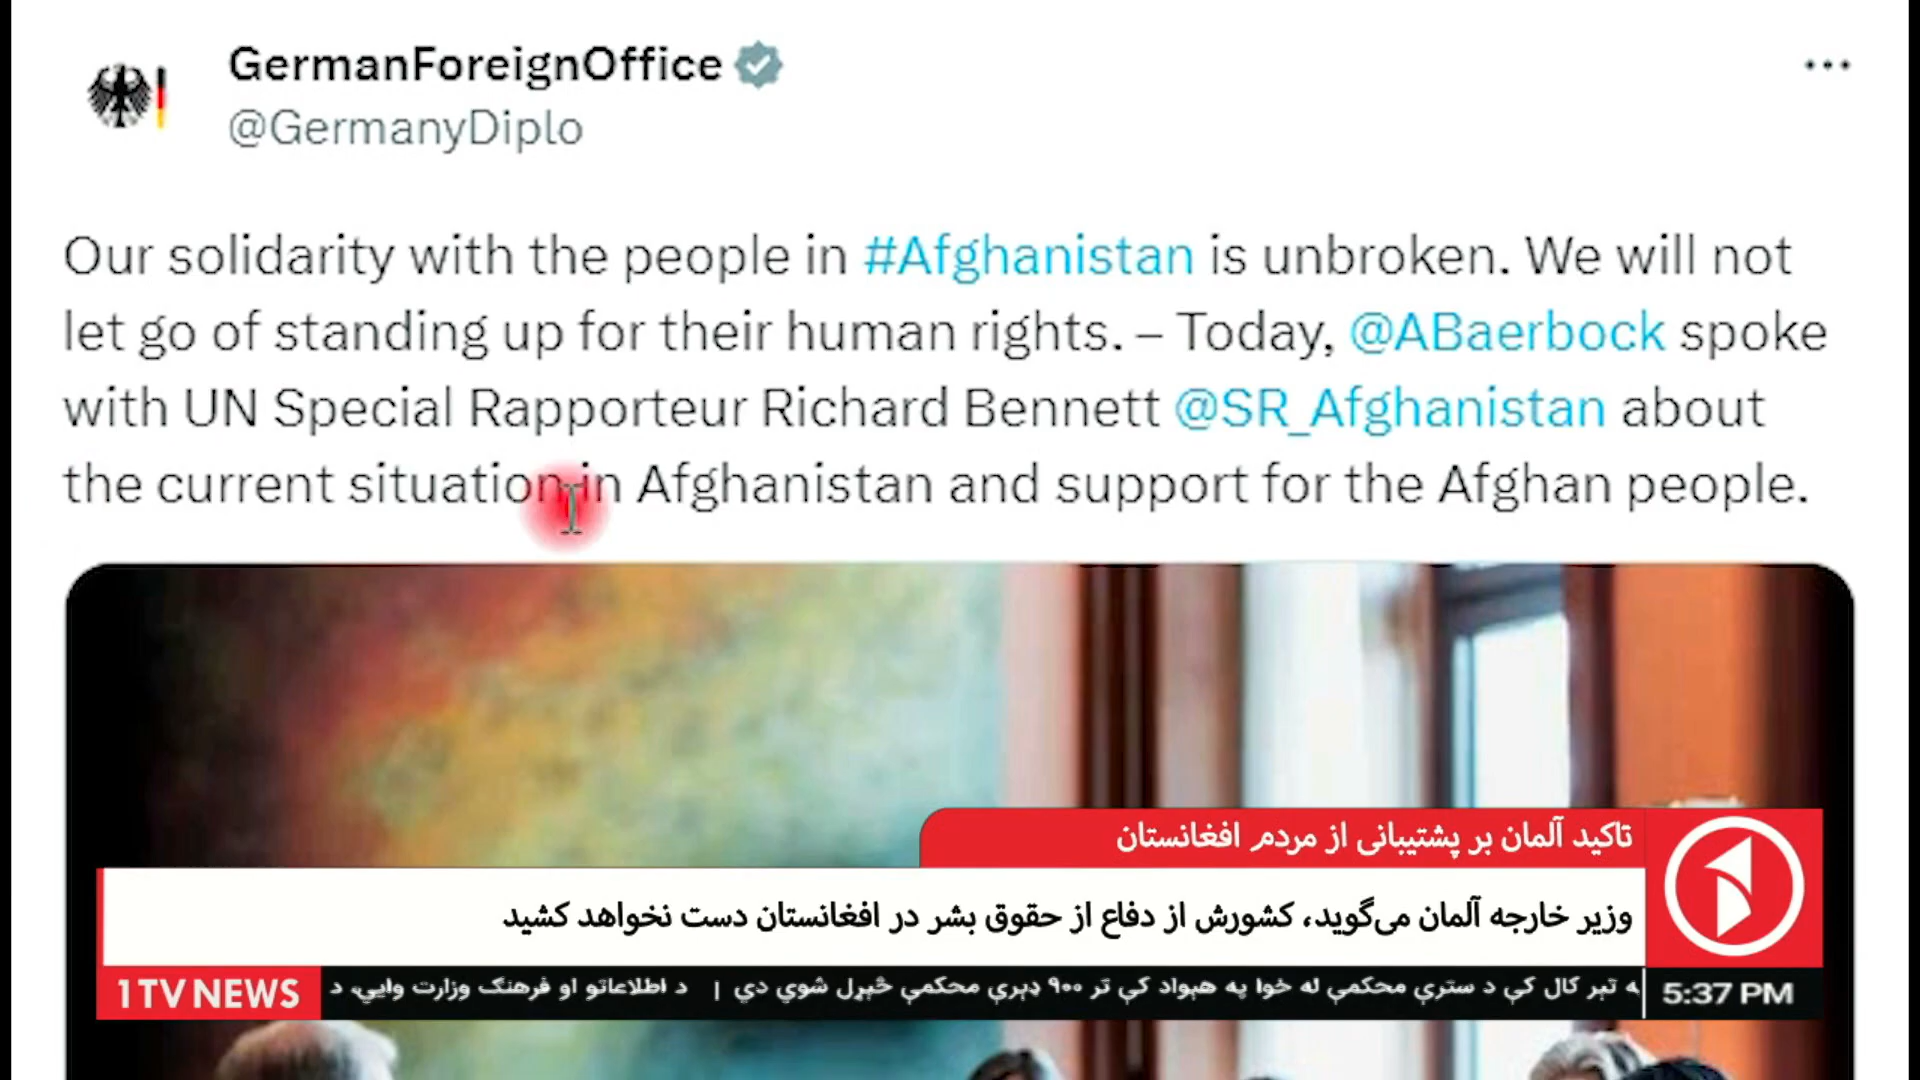 GermanForeignOffice
@GermanyDiplo
Our solidarity with the people in #Afghanistan is unbroken. We will not
let go of standing up for their human rights. – Today, @ABaerbock spoke
with UN Special Rapporteur Richard Bennett @SR_Afghanistan about
the current situation in Afghanistan and support for the Afghan people.
تاکید آلمان بر پشتیبانی از مردم افغانستان
وزیر خارجه آلمان می‌گوید، کشورش از دفاع از حقوق بشر در افغانستان دست نخواهد کشید
1TV NEWS
ه تېر کال کې د سترې محکمې له خوا په هېواد کې تر ۹۰۰ ډېرې محکمې څېړل شوي دي | د اطلاعاتو او فرهنګ وزارت وايي، د
5:37 PM